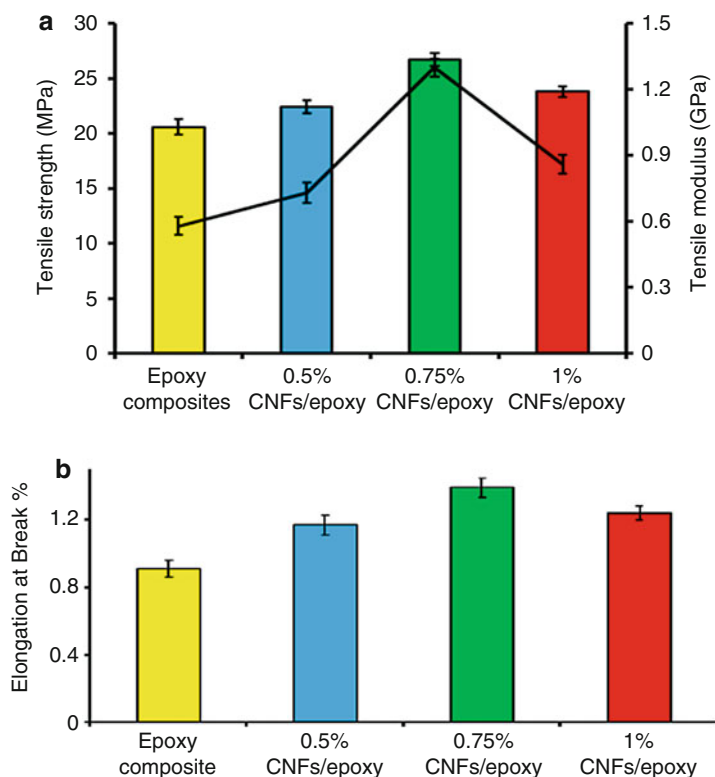 a
Tensile strength (MPa)
30
25
20
15
10
5
0
Tensile modulus (GPa)
1.5
1.2
0.9
0.6
0.3
0
Epoxy
composites
0.5%
CNFs/epoxy
0.75%
CNFs/epoxy
1%
CNFs/epoxy
b
Elongation at Break %
1.2
0.8
0.4
0
Epoxy
composite
0.5%
CNFs/epoxy
0.75%
CNFs/epoxy
1%
CNFs/epoxy